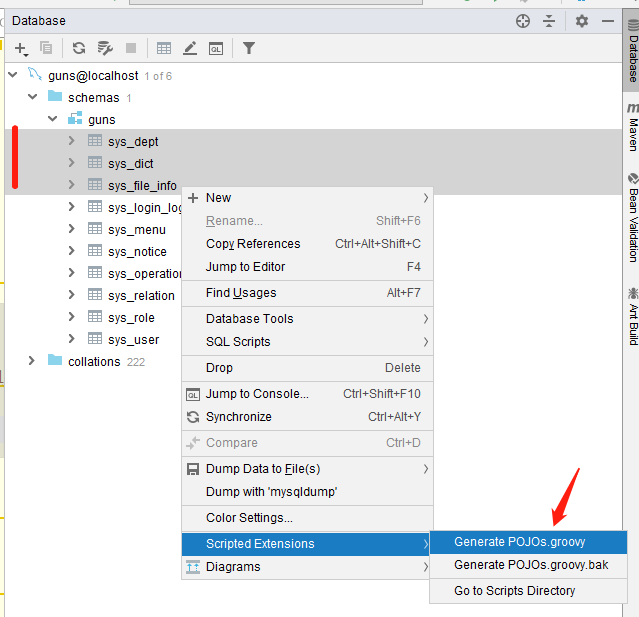 Database
guns@localhost 1 of 6
schemas 1
guns
sys_dept
sys_dict
sys_file_info
sys_login_log
sys_menu
sys_notice
sys_operation
sys_relation
sys_role
sys_user
collations 222
New
Rename... Shift+F6
Copy References Ctrl+Alt+Shift+C
Jump to Editor F4
Find Usages Alt+F7
Database Tools
SQL Scripts
Drop Delete
Jump to Console... Ctrl+Shift+F10
Synchronize Ctrl+Alt+Y
Compare Ctrl+D
Dump Data to File(s)
Dump with 'mysqldump'
Color Settings...
Scripted Extensions
Diagrams
Generate POJOs.groovy
Generate POJOs.groovy.bak
Go to Scripts Directory
Database
Maven
Bean Validation
Ant Build